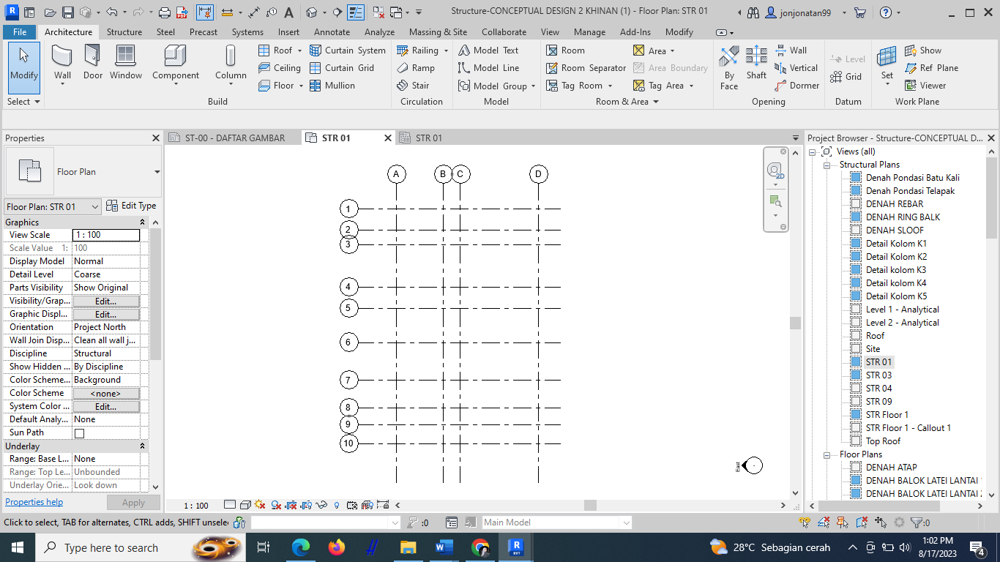 Structure-CONCEPTUAL DESIGN 2 KHINAN (1) - Floor Plan: STR 01
jonjonatan99
File Architecture Structure Steel Precast Systems Insert Annotate Analyze Massing & Site Collaborate View Manage Add-Ins Modify
Modify
Select
Wall
Door
Window
Component
Column
Roof
Ceiling
Floor
Curtain System
Curtain Grid
Mullion
Build
Railing
Ramp
Stair
Circulation
Model Text
Model Line
Model Group
Model
Room
Room Separator
Tag Room
Area
Area Boundary
Tag Area
Room & Area
By
Face
Shaft
Wall
Vertical
Dormer
Opening
Level
Grid
Datum
Set
Show
Ref Plane
Viewer
Work Plane
Properties
Floor Plan
Floor Plan: STR 01
Edit Type
Graphics
View Scale 1 : 100
Scale Value 1: 100
Display Model Normal
Detail Level Coarse
Parts Visibility Show Original
Visibility/Grap... Edit...
Graphic Displ... Edit...
Orientation Project North
Wall Join Disp... Clean all wall j...
Discipline Structural
Show Hidden ... By Discipline
Color Scheme... Background
Color Scheme <none>
System Color ... Edit...
Default Analy... None
Sun Path
Underlay
Range: Base L... None
Range: Top Le... Unbounded
Underlay Orie... Look down
Properties help
Apply
ST-00 - DAFTAR GAMBAR
STR 01
STR 01
A B C D
1
2
3
4
5
6
7
8
9
10
East
2D
1 : 100
Project Browser - Structure-CONCEPTUAL D...
Views (all)
Structural Plans
Denah Pondasi Batu Kali
Denah Pondasi Telapak
DENAH REBAR
DENAH RING BALK
DENAH SLOOF
Detail Kolom K1
Detail Kolom K2
Detail kolom K3
Detail kolom K4
Detail Kolom K5
Level 1 - Analytical
Level 2 - Analytical
Roof
Site
STR 01
STR 03
STR 04
STR 09
STR Floor 1
STR Floor 1 - Callout 1
Top Roof
Floor Plans
DENAH ATAP
DENAH BALOK LATEI LANTAI
DENAH BALOK LATEI LANTAI
Click to select, TAB for alternates, CTRL adds, SHIFT unsele
:0
Main Model
:0
Type here to search
28°C Sebagian cerah
1:02 PM
8/17/2023
4